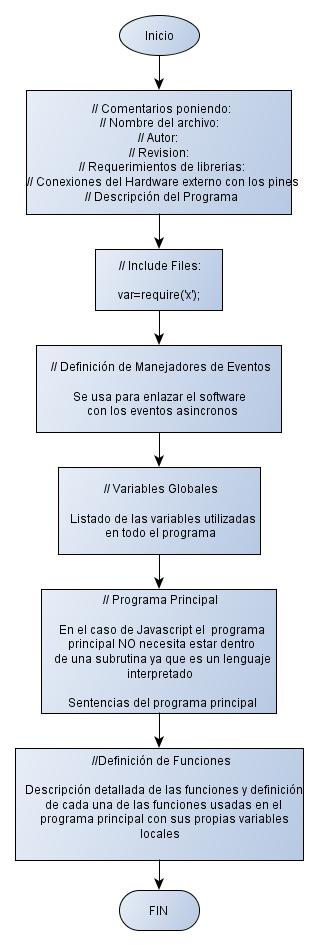 Inicio
// Comentarios poniendo:
// Nombre del archivo:
// Autor:
// Revision:
// Requerimientos de librerias:
// Conexiones del Hardware externo con los pines
// Descripción del Programa
// Include Files:
var=require('x');
// Definición de Manejadores de Eventos
Se usa para enlazar el software
con los eventos asincronos
// Variables Globales
Listado de las variables utilizadas
en todo el programa
// Programa Principal
En el caso de Javascript el programa
principal NO necesita estar dentro
de una subrutina ya que es un lenguaje
interpretado
Sentencias del programa principal
//Definición de Funciones
Descripción detallada de las funciones y definición
de cada una de las funciones usadas en el
programa principal con sus propias variables
locales
FIN